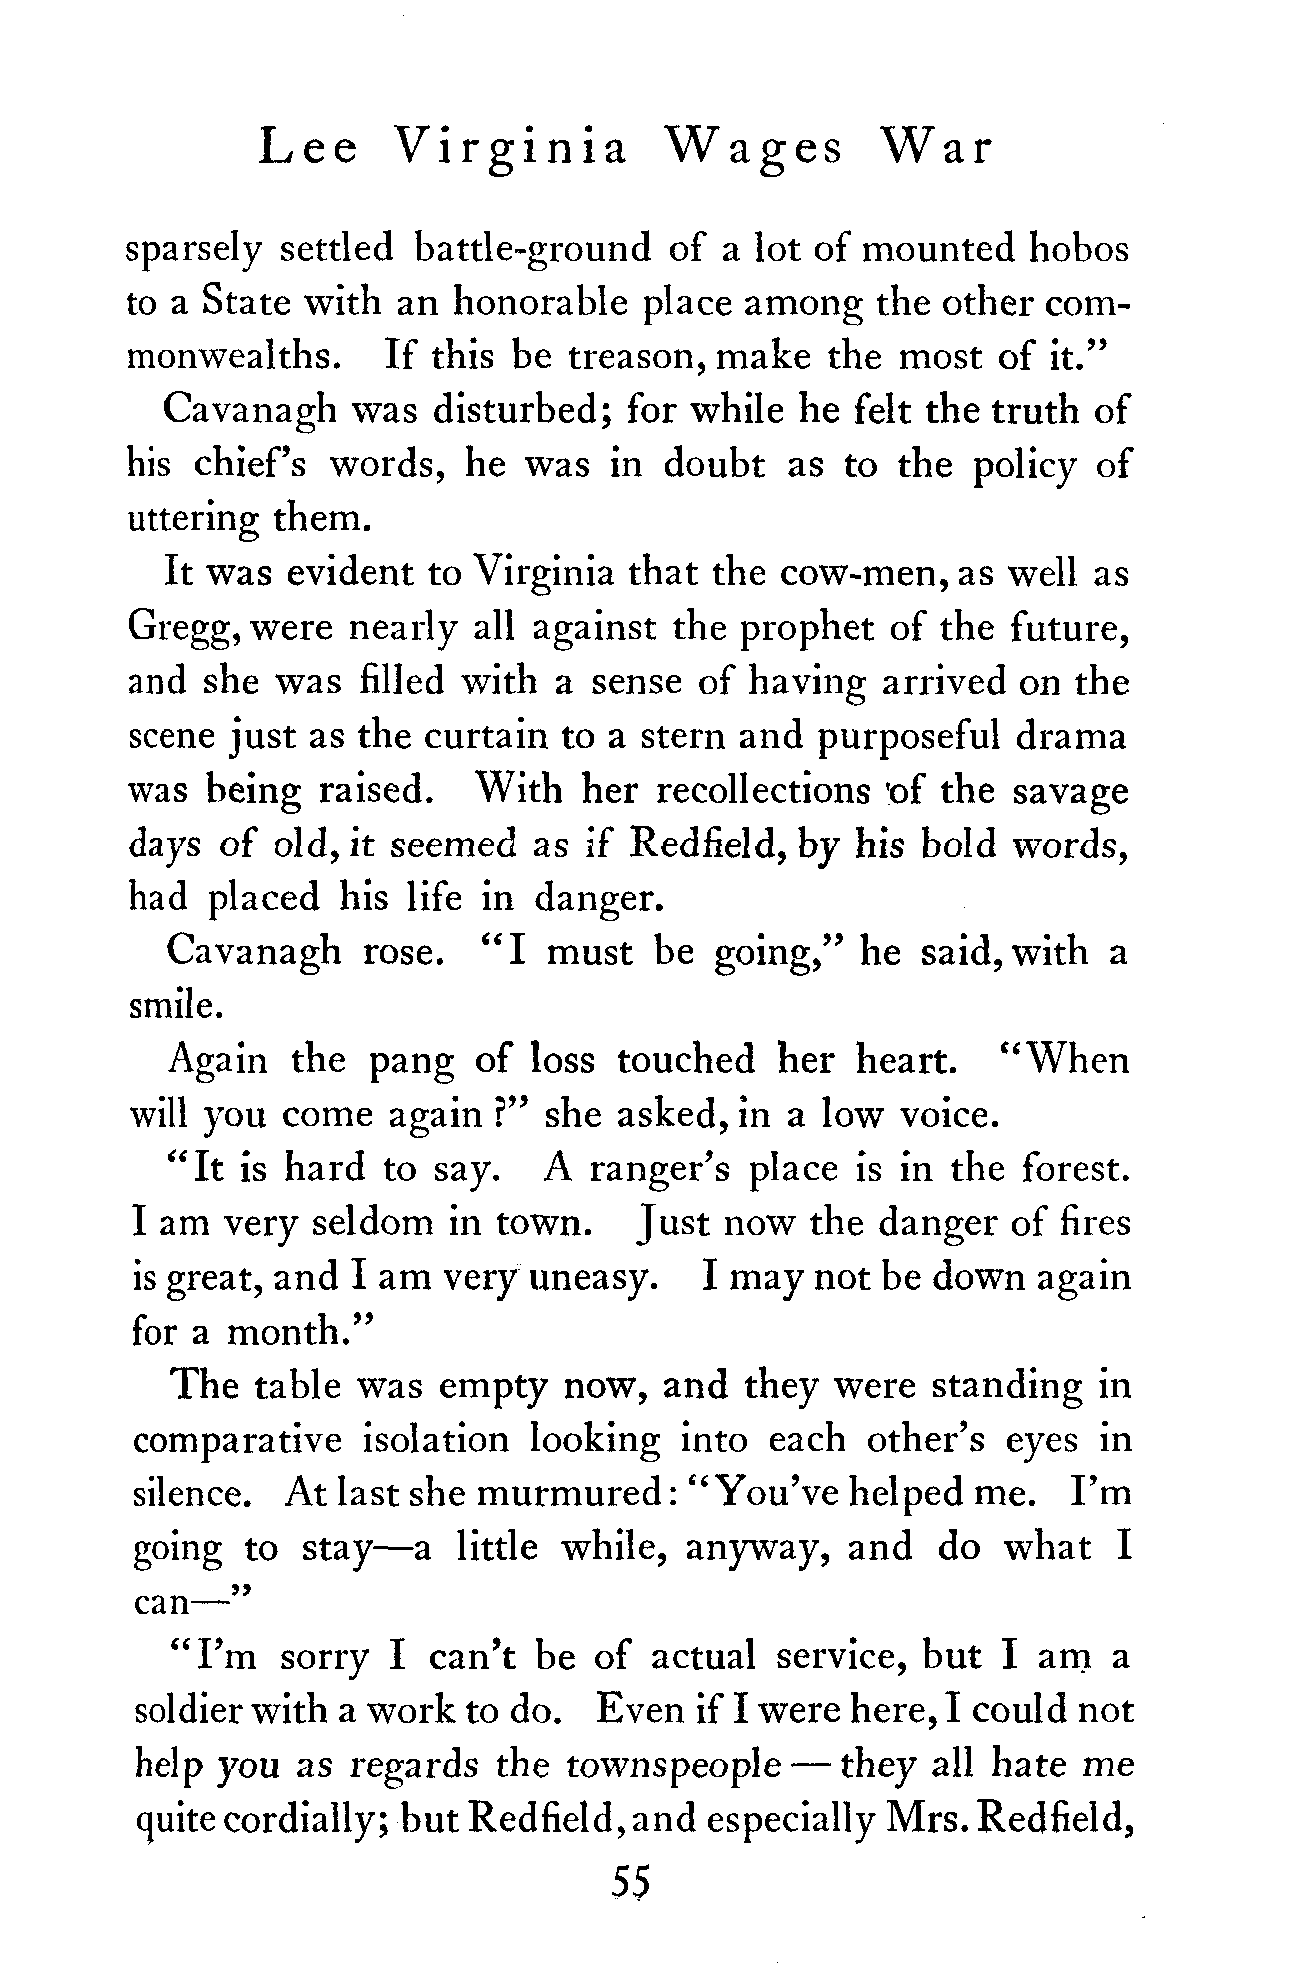 Lee Virginia Wages War
sparsely settled battle-ground of a lot of mounted hobos
to a State with an honorable place among the other com-
monwealths. If this be treason, make the most of it.”
Cavanagh was disturbed; for while he felt the truth of
his chief’s words, he was in doubt as to the policy of
uttering them.
It was evident to Virginia that the cow-men, as well as
Gregg, were nearly all against the prophet of the future,
and she was filled with a sense of having arrived on the
scene just as the curtain to a stern and purposeful drama
was being raised. With her recollections of the savage
days of old, it seemed as if Redfield, by his bold words,
had placed his life in danger.
Cavanagh rose. “I must be going,” he said, with a
smile.
Again the pang of loss touched her heart. “When
will you come again?” she asked, in a low voice.
“It is hard to say. A ranger’s place is in the forest.
I am very seldom in town. Just now the danger of fires
is great, and I am very uneasy. I may not be down again
for a month.”
The table was empty now, and they were standing in
comparative isolation looking into each other’s eyes in
silence. At last she murmured: “You’ve helped me. I’m
going to stay—a little while, anyway, and do what I
can—”
“I’m sorry I can’t be of actual service, but I am a
soldier with a work to do. Even if I were here, I could not
help you as regards the townspeople — they all hate me
quite cordially; but Redfield, and especially Mrs. Redfield,
55